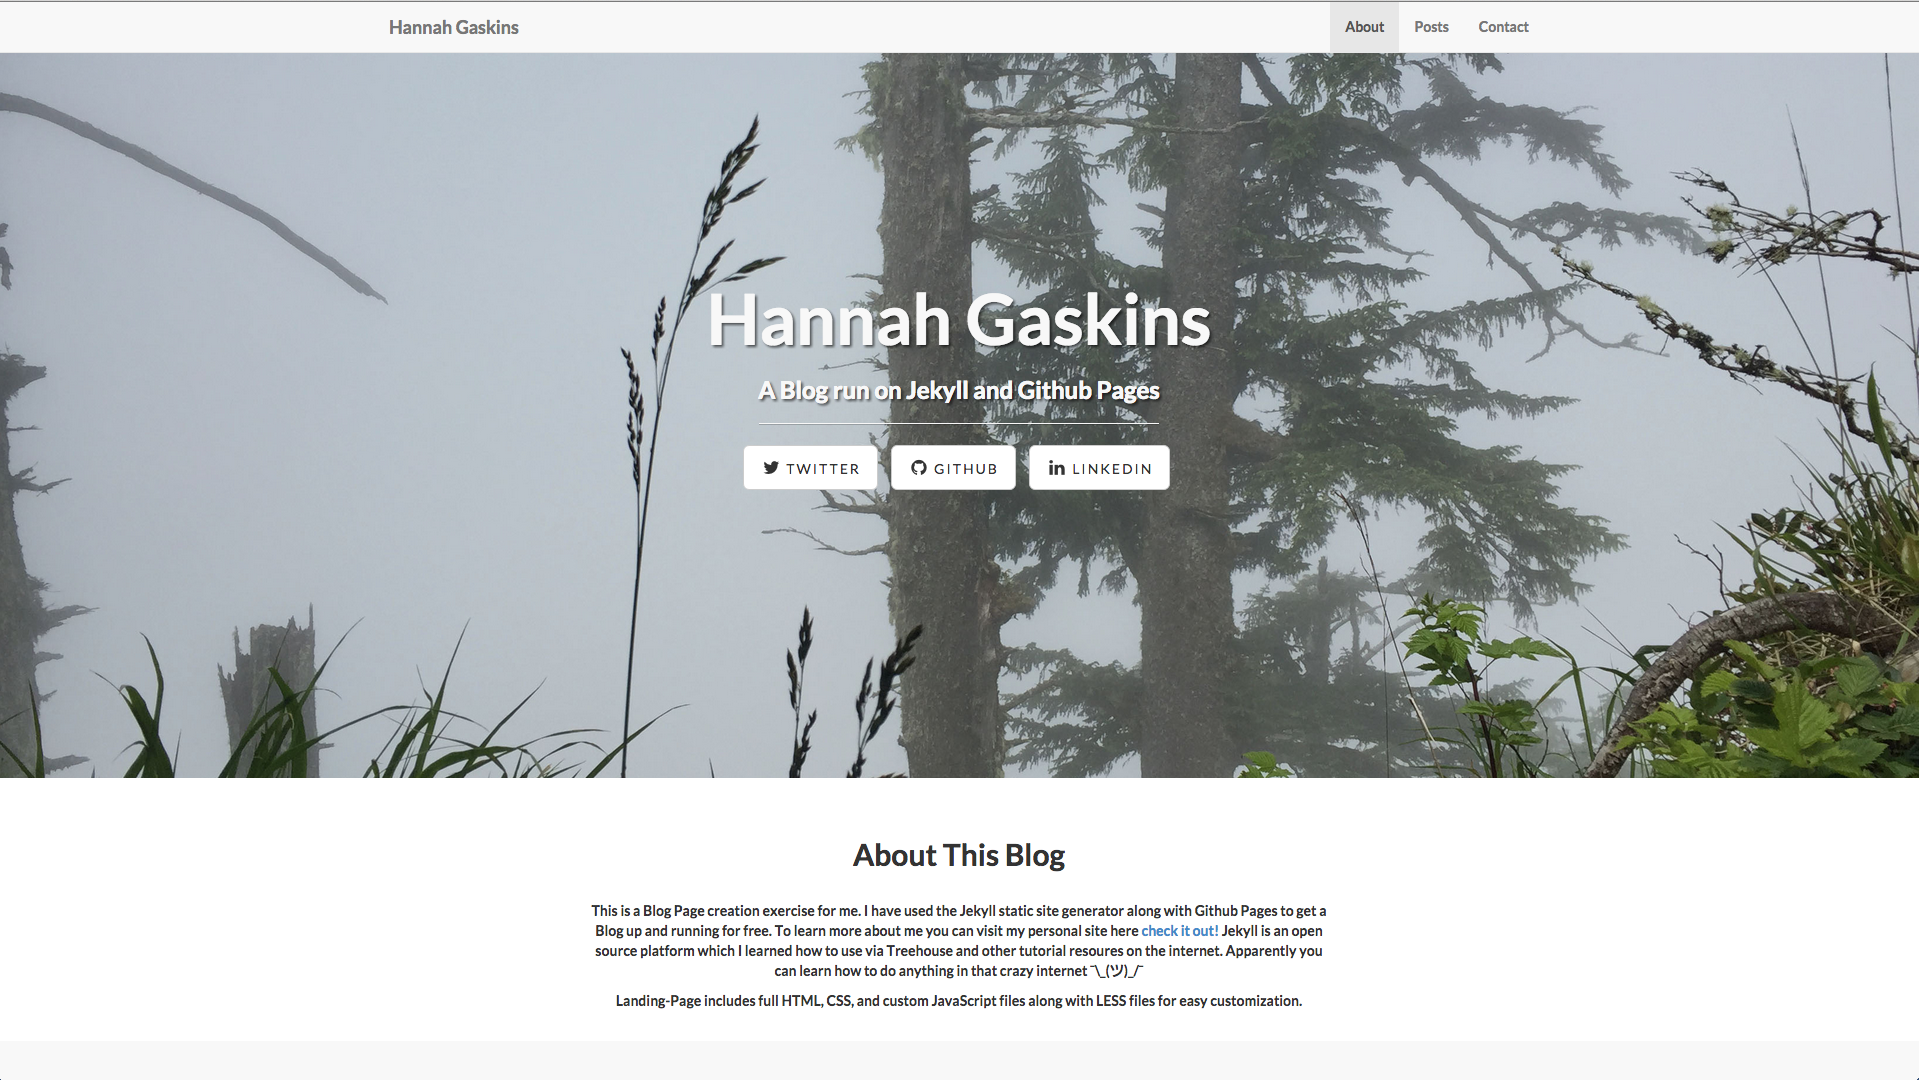 Hannah Gaskins
About Posts Contact
Hannah Gaskins
A Blog run on Jekyll and Github Pages
TWITTER GITHUB LINKEDIN
About This Blog
This is a Blog Page creation exercise for me. I have used the Jekyll static site generator along with Github Pages to get a
Blog up and running for free. To learn more about me you can visit my personal site here check it out! Jekyll is an open
source platform which I learned how to use via Treehouse and other tutorial resoures on the internet. Apparently you
can learn how to do anything in that crazy internet ¯\_(ツ)_/¯
Landing-Page includes full HTML, CSS, and custom JavaScript files along with LESS files for easy customization.